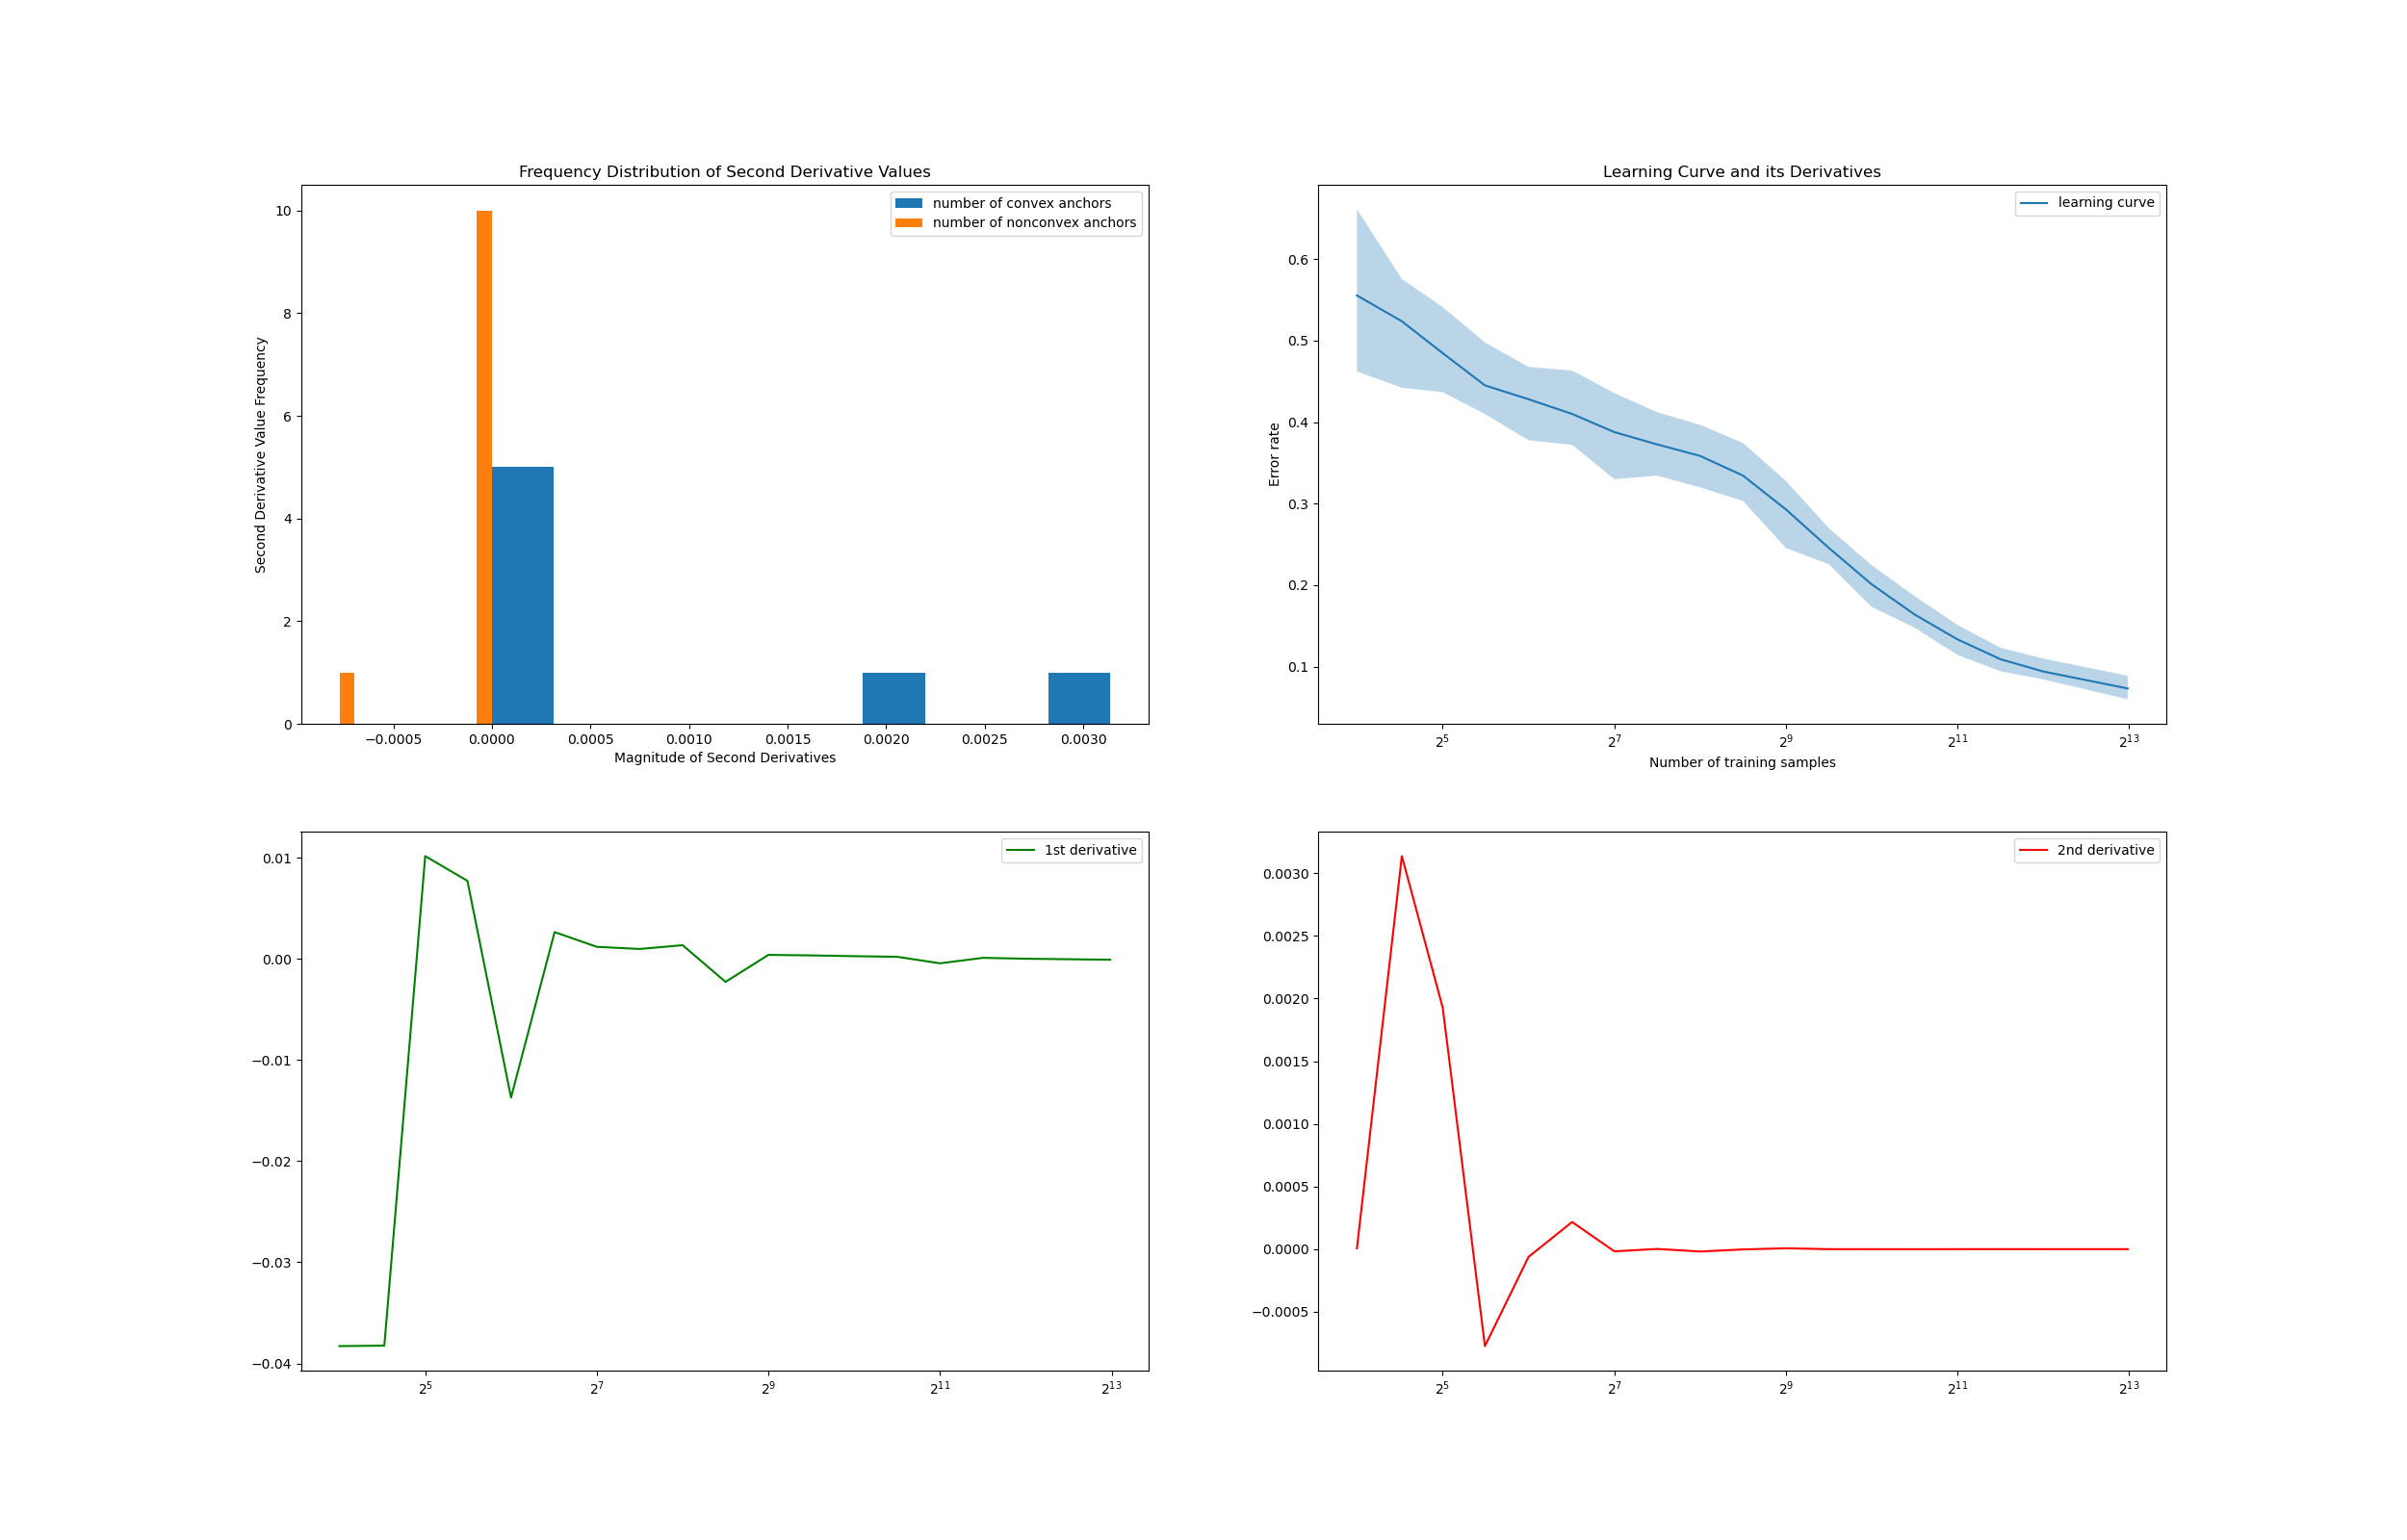 Frequency Distribution of Second Derivative Values
number of convex anchors
number of nonconvex anchors
10
8
6
4
2
0
Second Derivative Value Frequency
−0.0005 0.0000 0.0005 0.0010 0.0015 0.0020 0.0025 0.0030
Magnitude of Second Derivatives
Learning Curve and its Derivatives
learning curve
0.6
0.5
0.4
0.3
0.2
0.1
Error rate
2^5 2^7 2^9 2^11 2^13
Number of training samples
1st derivative
0.01
0.00
−0.01
−0.02
−0.03
−0.04
2^5 2^7 2^9 2^11 2^13
2nd derivative
0.0030
0.0025
0.0020
0.0015
0.0010
0.0005
0.0000
−0.0005
2^5 2^7 2^9 2^11 2^13